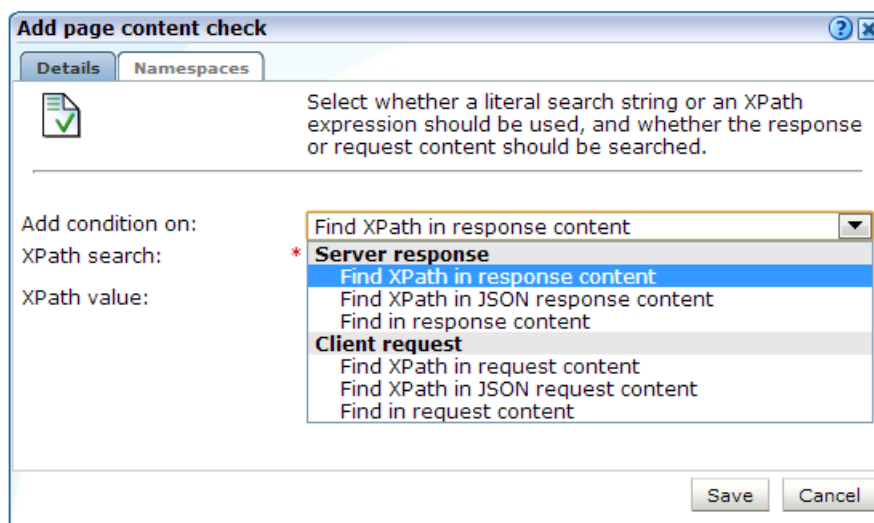 Add page content check
Details
Namespaces
Select whether a literal search string or an XPath
expression should be used, and whether the response
or request content should be searched.
Add condition on:
Find XPath in response content
XPath search:
*
Server response
Find XPath in response content
XPath value:
Find XPath in JSON response content
Find in response content
Client request
Find XPath in request content
Find XPath in JSON request content
Find in request content
Save
Cancel